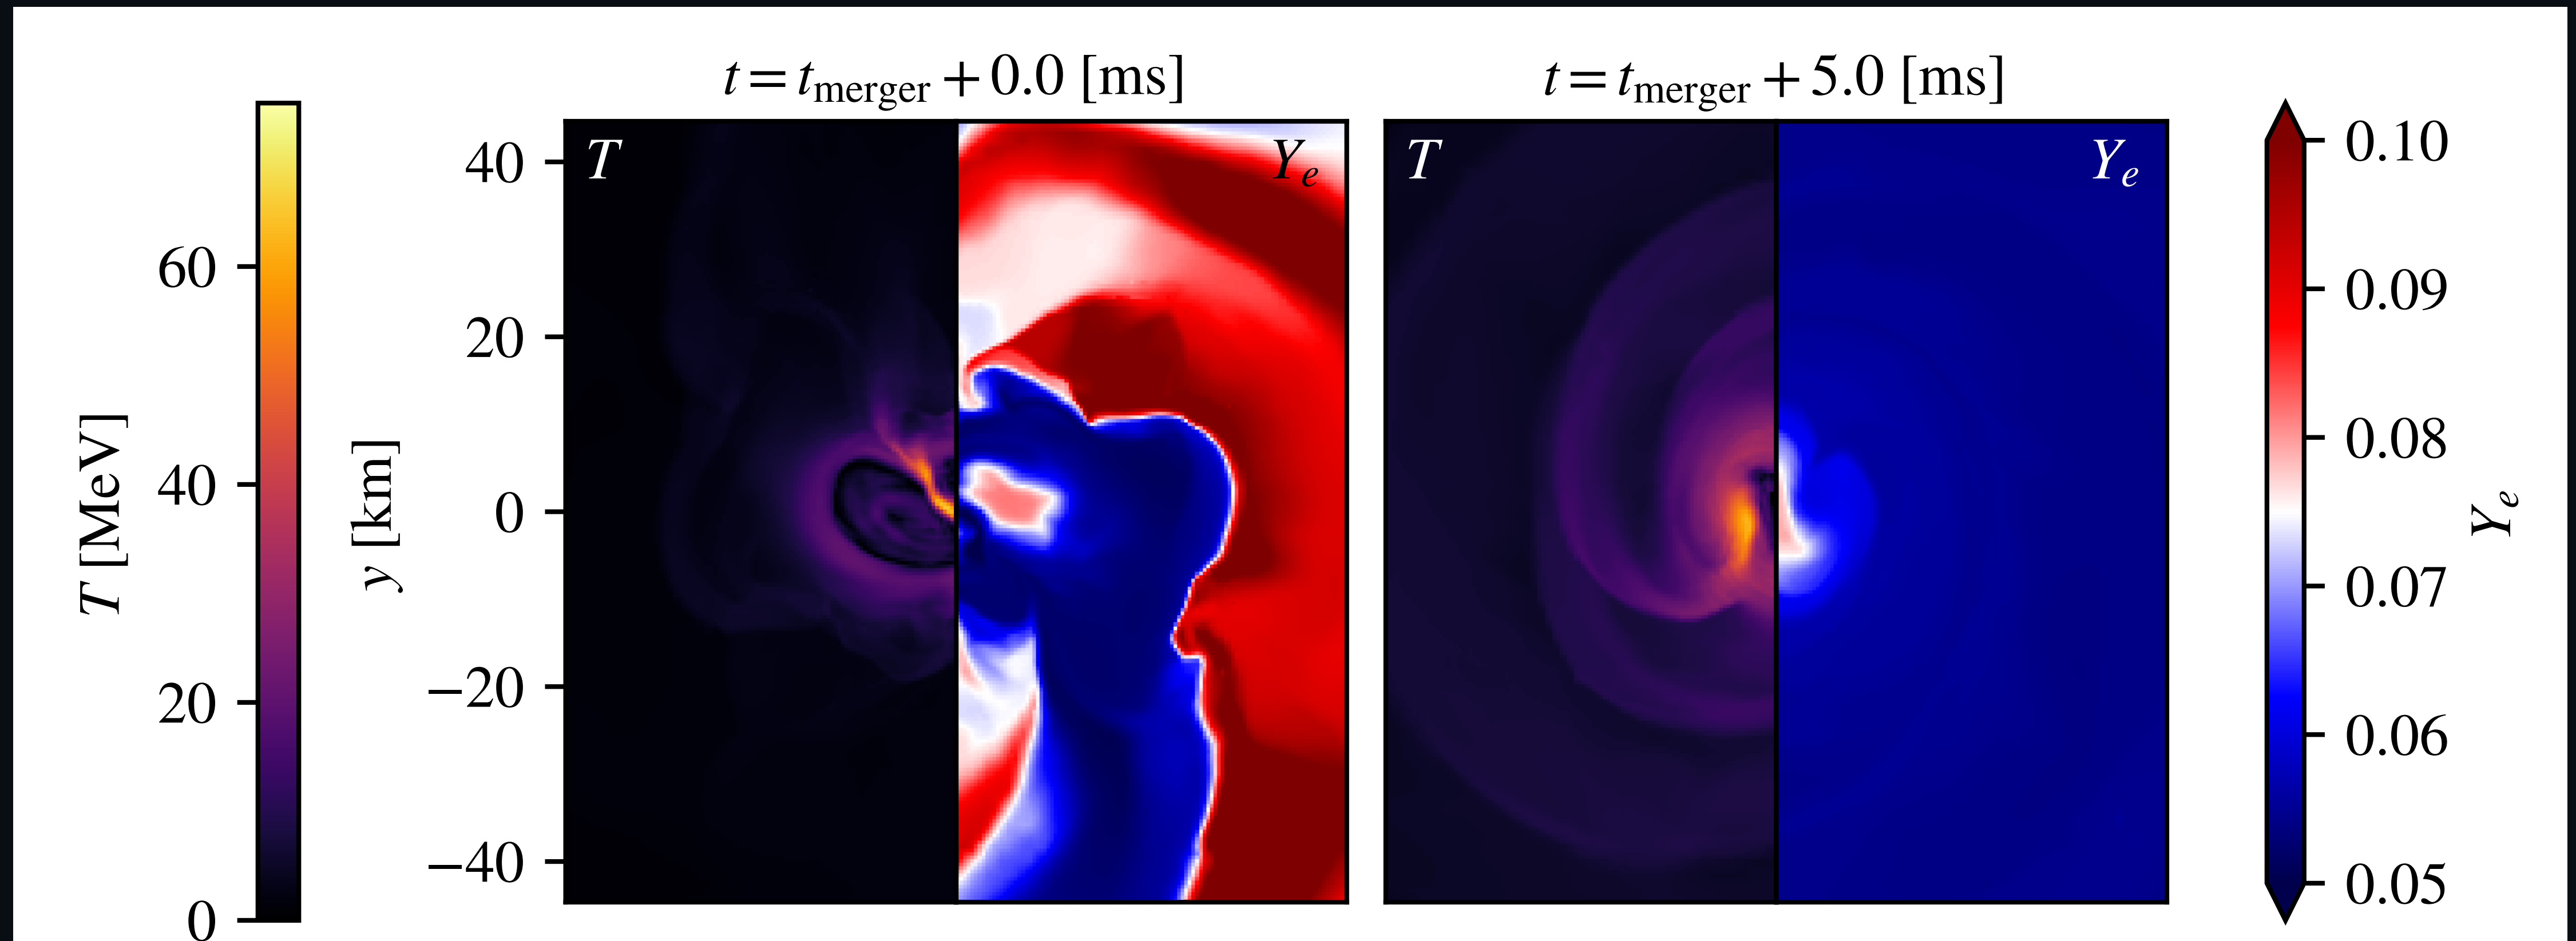 t = t_merger + 0.0 [ms]
t = t_merger + 5.0 [ms]
T [MeV]
60
40
20
0
y [km]
40
20
0
−20
−40
T
Y_e
T
Y_e
0.10
0.09
0.08
0.07
0.06
0.05
Y_e